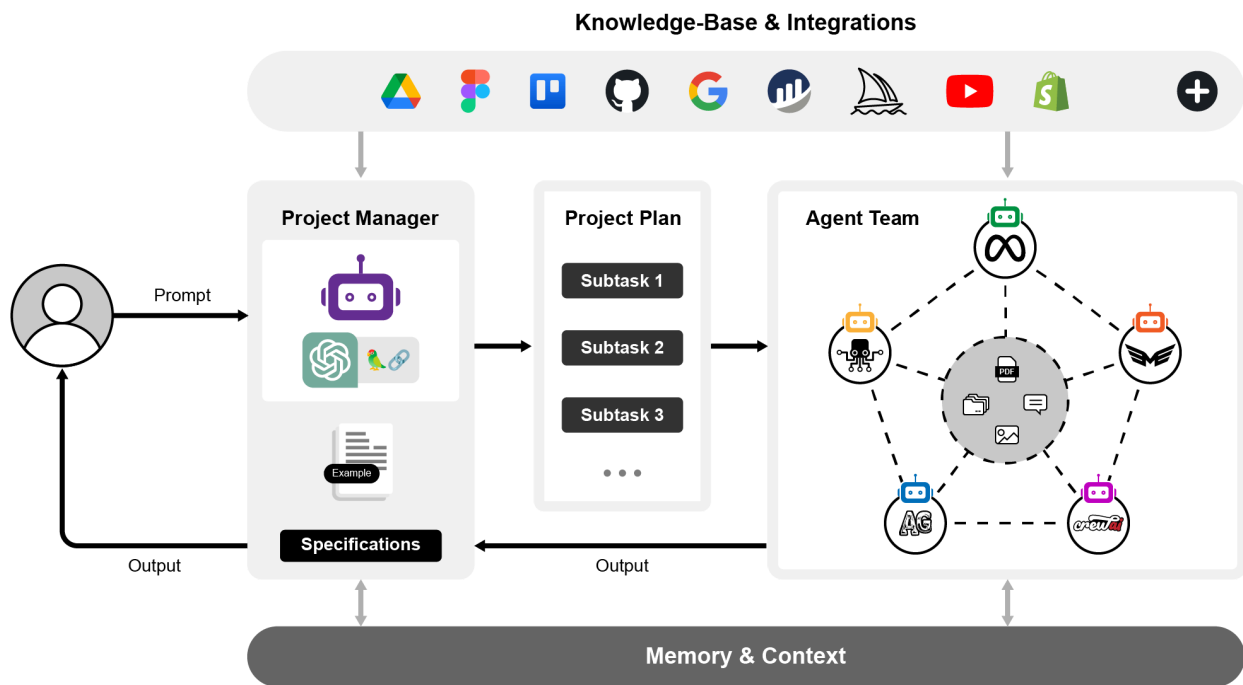 Knowledge-Base & Integrations
Project Manager
Project Plan
Agent Team
Prompt
Subtask 1
Subtask 2
Subtask 3
PDF
Example
Specifications
AG
crewai
Output
Output
Memory & Context